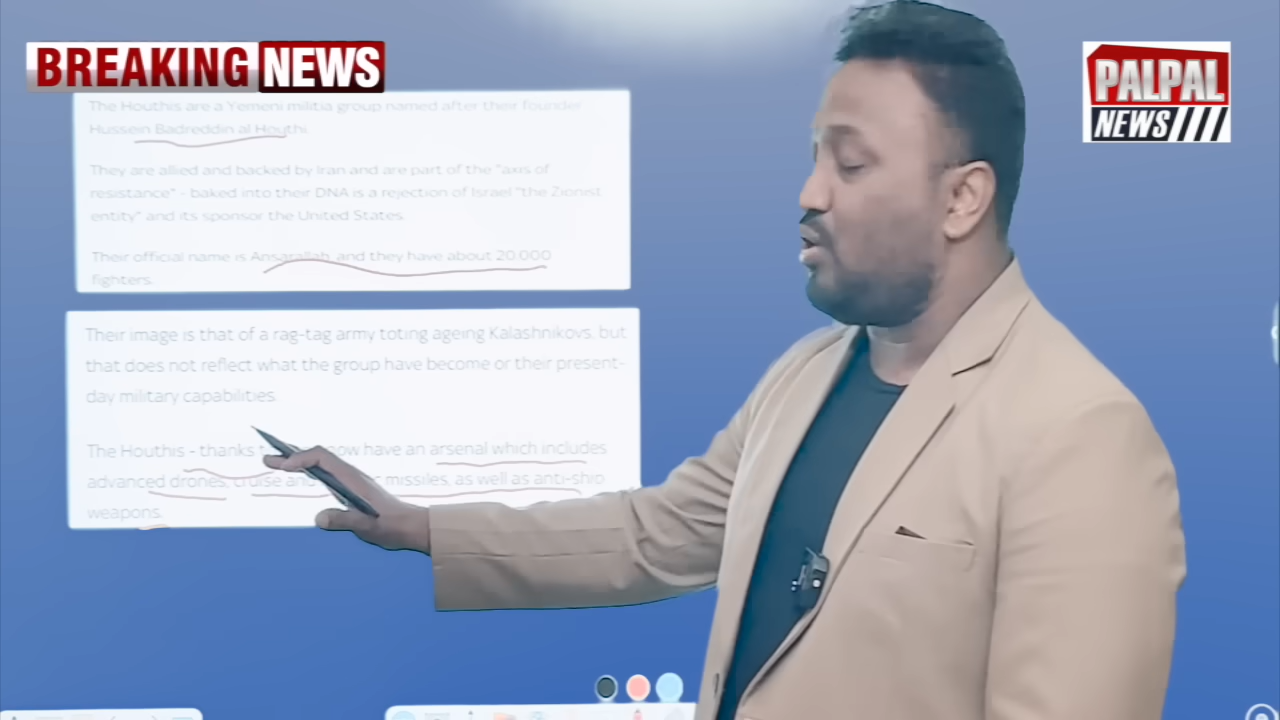 BREAKING NEWS
PALPAL
NEWS
The Houthis are a Yemeni militia group named after their founder
Hussein Badreddin al Houthi.
They are allied and backed by Iran and are part of the "axis of
resistance" - baked into their DNA is a rejection of Israel "the Zionist
entity" and its sponsor the United States.
Their official name is Ansarallah, and they have about 20,000
fighters.
Their image is that of a rag-tag army toting ageing Kalashnikovs, but
that does not reflect what the group have become or their present-
day military capabilities.
The Houthis - thanks now have an arsenal which includes
advanced drones, cruise and missiles, as well as anti-ship
weapons.